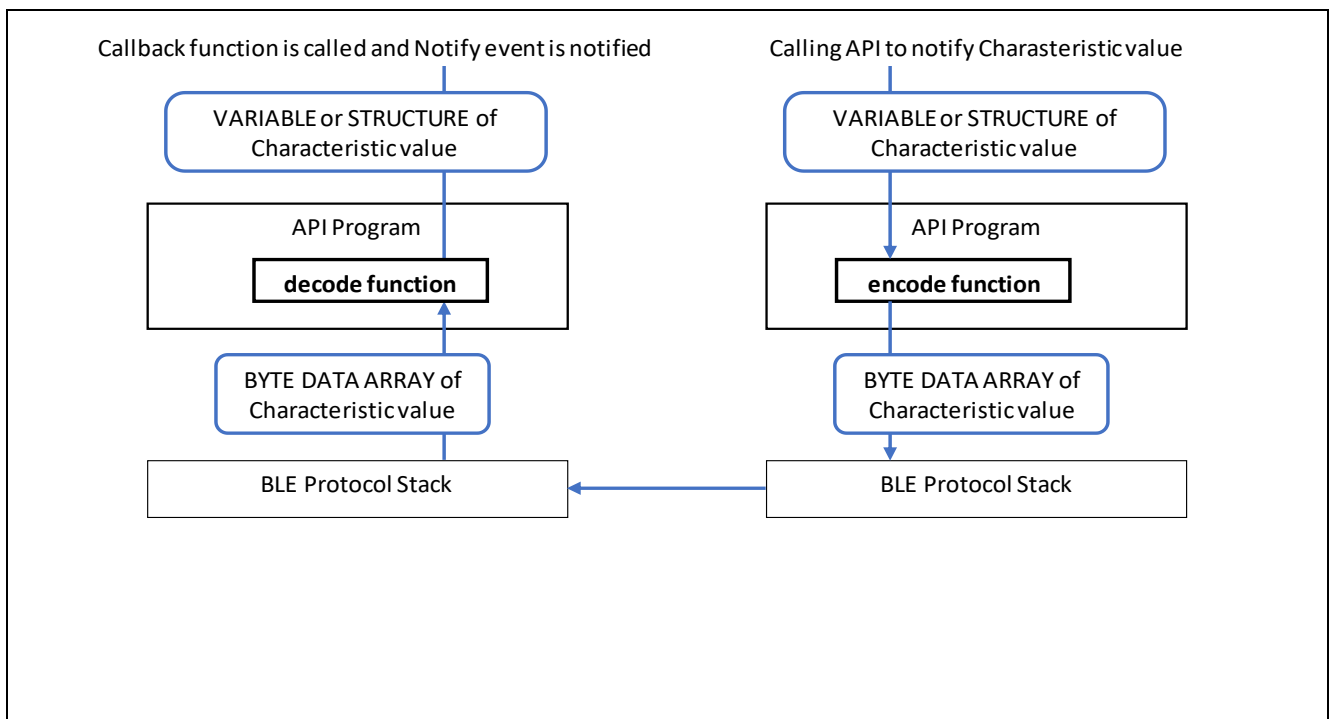 Callback function is called and Notify event is notified
VARIABLE or STRUCTURE of
Characteristic value
API Program
decode function
BYTE DATA ARRAY of
Characteristic value
BLE Protocol Stack
Calling API to notify Charasteristic value
VARIABLE or STRUCTURE of
Characteristic value
API Program
encode function
BYTE DATA ARRAY of
Characteristic value
BLE Protocol Stack